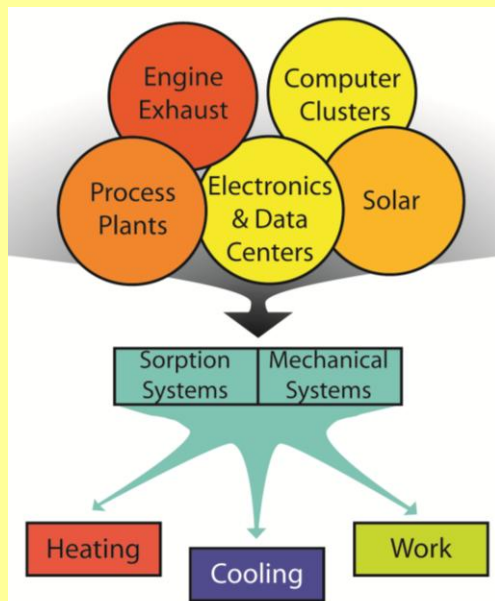 Engine
Exhaust
Computer
Clusters
Process
Plants
Electronics
& Data
Centers
Solar
Sorption
Systems
Mechanical
Systems
Heating
Cooling
Work